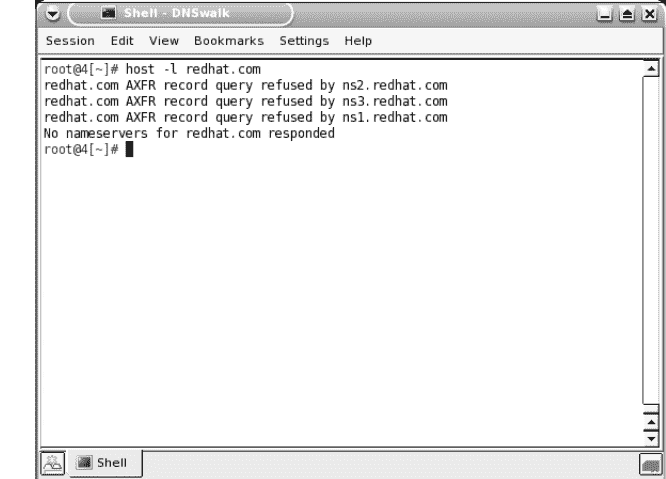 Shell - DNSwalk
Session Edit View Bookmarks Settings Help
root@4[~]# host -l redhat.com
redhat.com AXFR record query refused by ns2.redhat.com
redhat.com AXFR record query refused by ns3.redhat.com
redhat.com AXFR record query refused by ns1.redhat.com
No nameservers for redhat.com responded
root@4[~]#
Shell